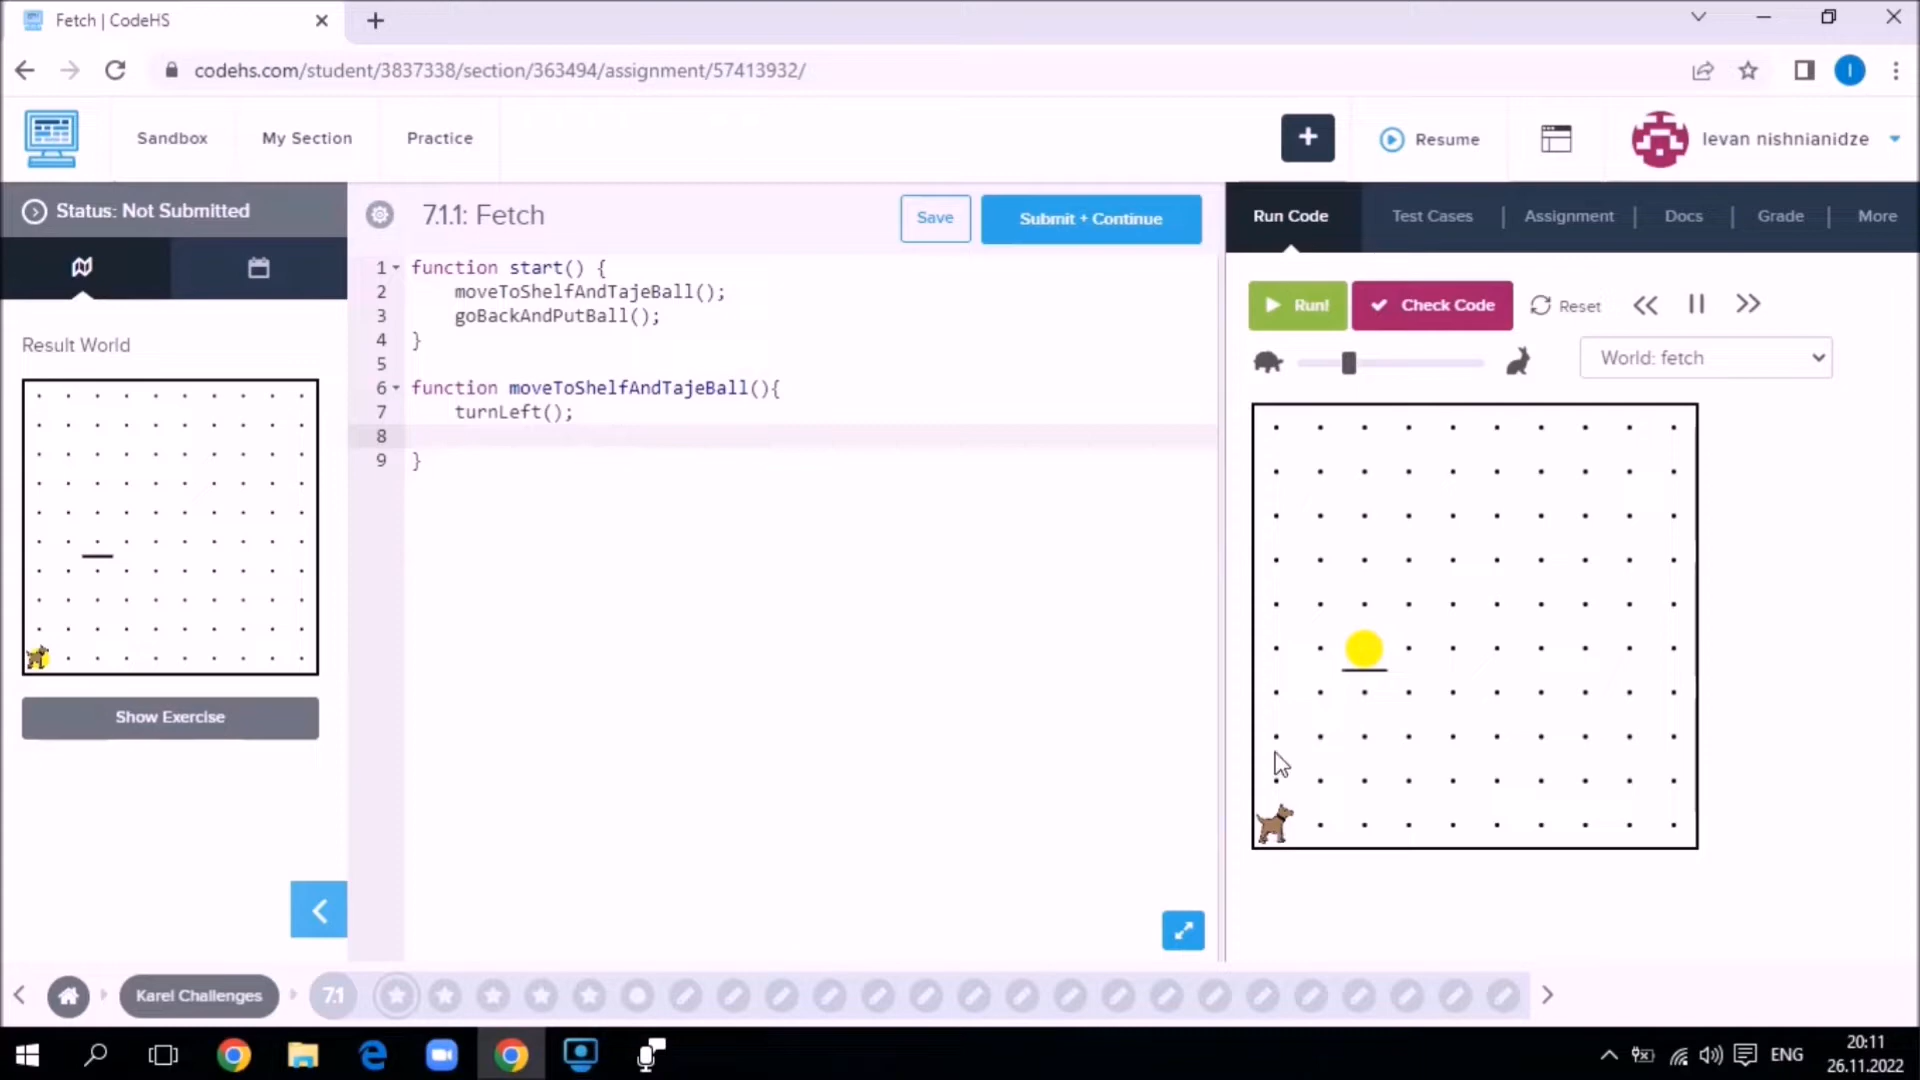 Fetch | CodeHS
codehs.com/student/3837338/section/363494/assignment/57413932/
I
Sandbox
My Section
Practice
+
Resume
levan nishnianidze
Status: Not Submitted
7.1.1: Fetch
Save
Submit + Continue
Run Code
Test Cases
Assignment
Docs
Grade
More
Result World
Show Exercise
1 function start() {
2 moveToShelfAndTajeBall();
3 goBackAndPutBall();
4 }
5
6 function moveToShelfAndTajeBall(){
7 turnLeft();
8
9 }
Run!
Check Code
Reset
World: fetch
Karel Challenges
7.1
ENG
20:11
26.11.2022